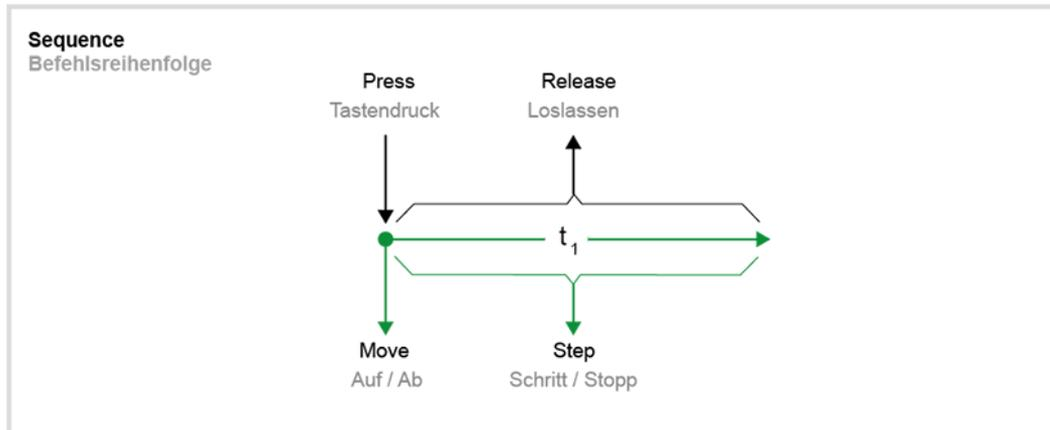 Sequence
Befehlsreihenfolge
Press
Tastendruck
Release
Loslassen
t₁
Move
Auf / Ab
Step
Schritt / Stopp